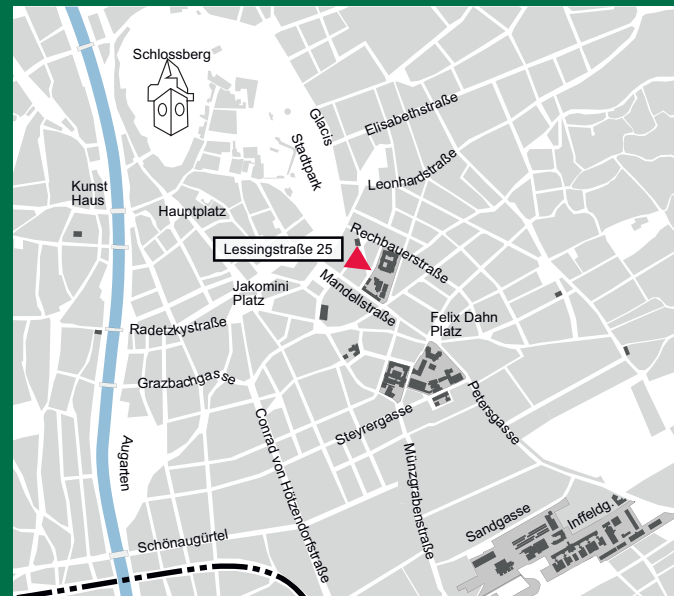 Schlossberg
Glacis
Elisabethstraße
Stadtpark
Leonhardstraße
Kunst
Haus
Hauptplatz
Rechbauerstraße
Lessingstraße 25
Mandellstraße
Jakomini
Platz
Felix Dahn
Platz
Radetzkystraße
Grazbachgasse
Petersgasse
Conrad von Hötzendorfstraße
Steyrergasse
Augarten
Münzgrabenstraße
Sandgasse
Inffeldg.
Schönaugürtel